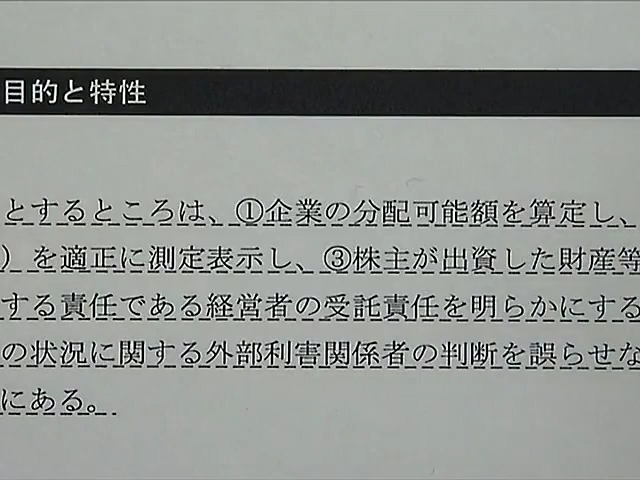 目的と特性
とするところは、①企業の分配可能額を算定し、
）を適正に測定表示し、③株主が出資した財産等
する責任である経営者の受託責任を明らかにする
の状況に関する外部利害関係者の判断を誤らせな
にある。